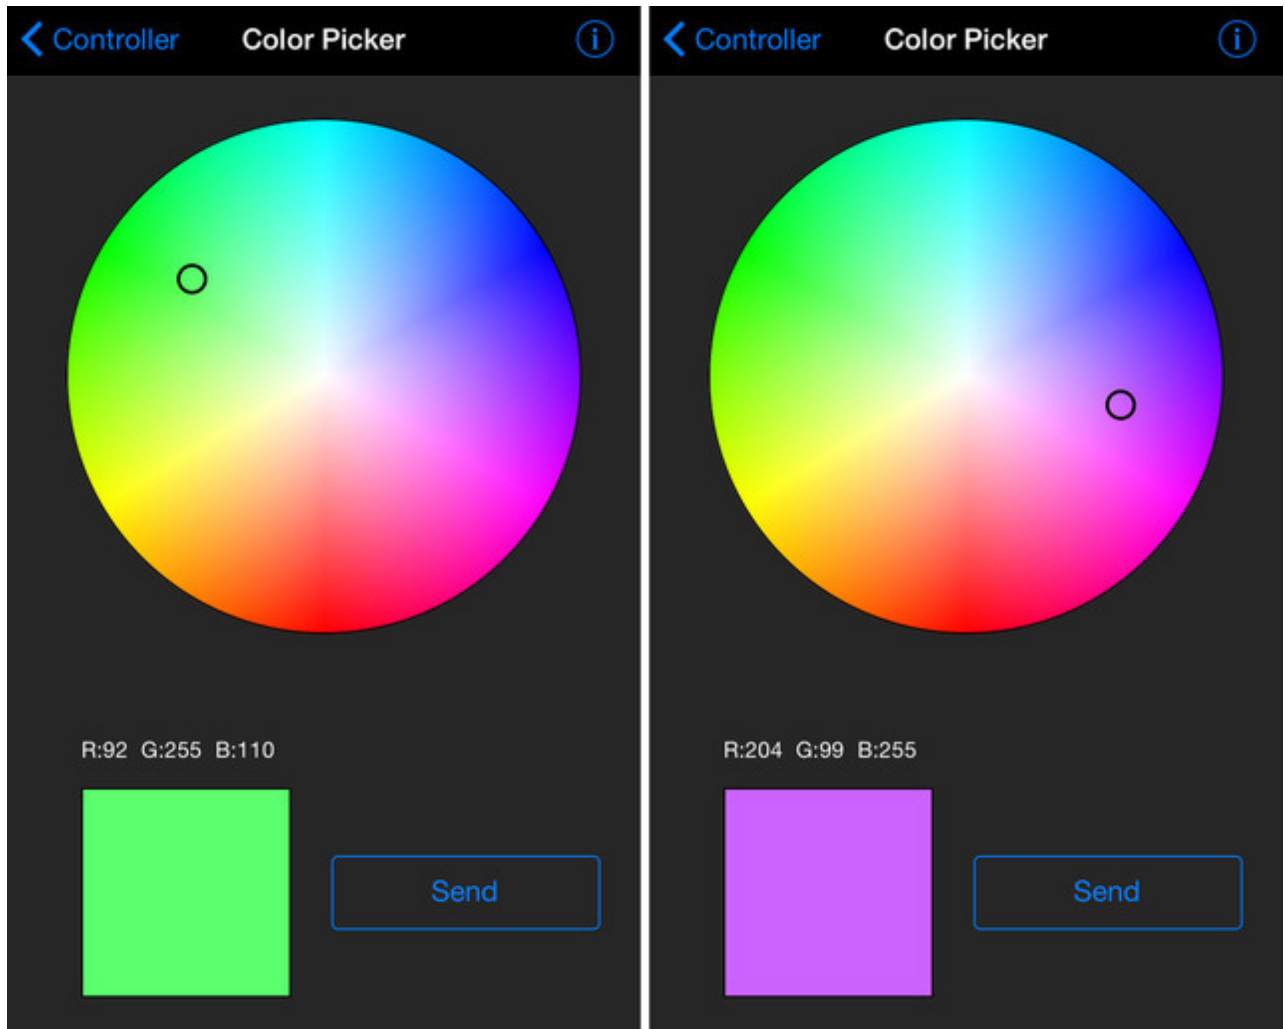 Controller Color Picker i
R:92 G:255 B:110
Send
Controller Color Picker i
R:204 G:99 B:255
Send